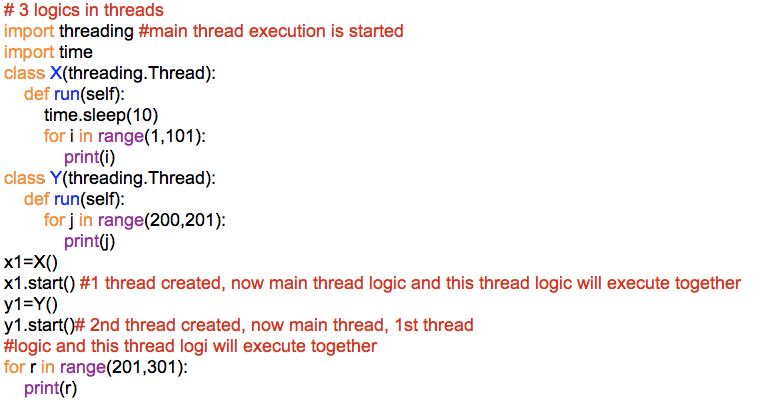 # 3 logics in threads
import threading #main thread execution is started
import time
class X(threading.Thread):
    def run(self):
        time.sleep(10)
        for i in range(1,101):
            print(i)
class Y(threading.Thread):
    def run(self):
        for j in range(200,201):
            print(j)
x1=X()
x1.start() #1 thread created, now main thread logic and this thread logic will execute together
y1=Y()
y1.start()# 2nd thread created, now main thread, 1st thread
#logic and this thread logi will execute together
for r in range(201,301):
    print(r)